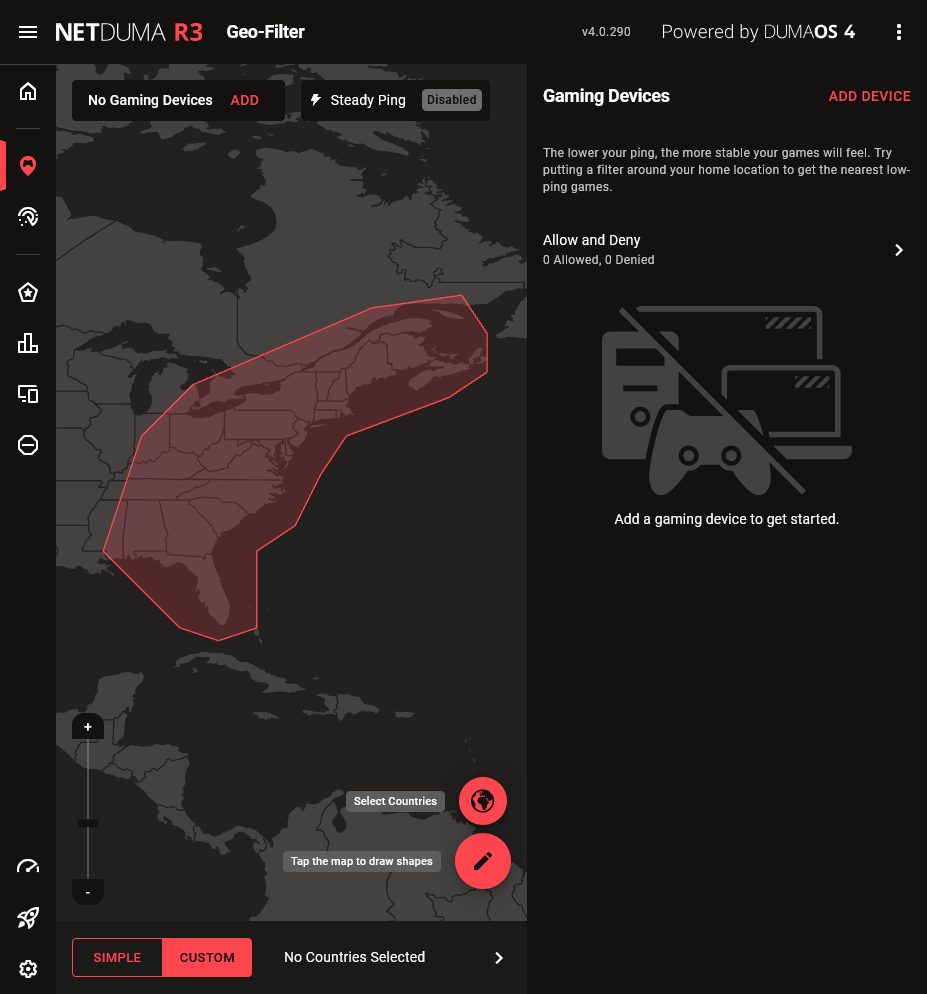 NETDUMA R3
Geo-Filter
v4.0.290
Powered by DUMAOS 4
No Gaming Devices
ADD
Steady Ping
Disabled
Gaming Devices
ADD DEVICE
The lower your ping, the more stable your games will feel. Try
putting a filter around your home location to get the nearest low-
ping games.
Allow and Deny
0 Allowed, 0 Denied
Add a gaming device to get started.
+
-
Select Countries
Tap the map to draw shapes
SIMPLE
CUSTOM
No Countries Selected